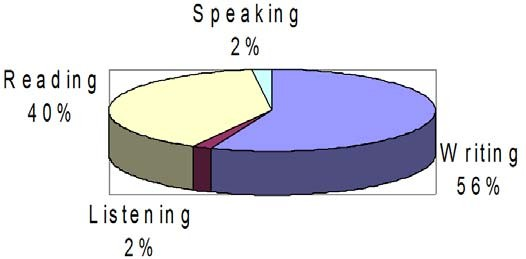 Speaking
2%
Reading
40%
Writing
56%
Listening
2%